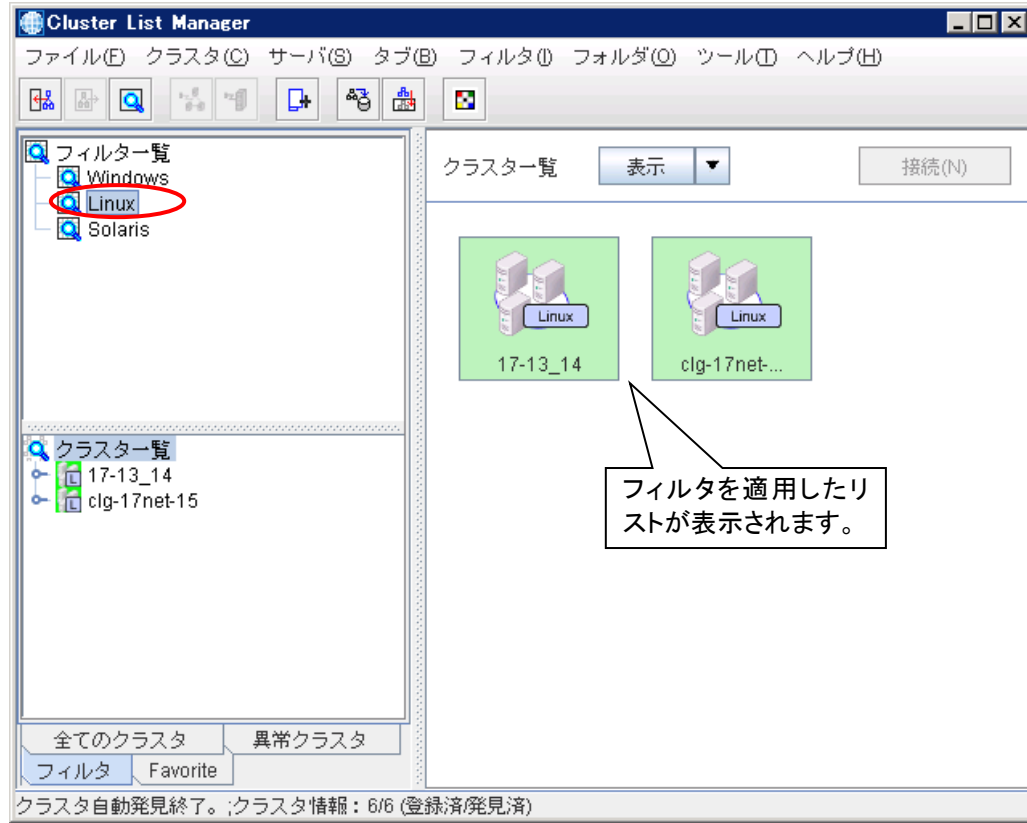 Cluster List Manager
ファイル(F) クラスタ(C) サーバ(S) タブ(B) フィルタ(I) フォルダ(O) ツール(T) ヘルプ(H)
フィルタ一覧
Windows
Linux
Solaris
クラスタ一覧 表示 接続(N)
Linux
17-13_14
Linux
clg-17net-...
フィルタを適用したリ
ストが表示されます。
クラスタ一覧
17-13_14
L
clg-17net-15
L
全てのクラスタ 異常クラスタ
フィルタ Favorite
クラスタ自動発見終了。;クラスタ情報：6/6 (登録済/発見済)